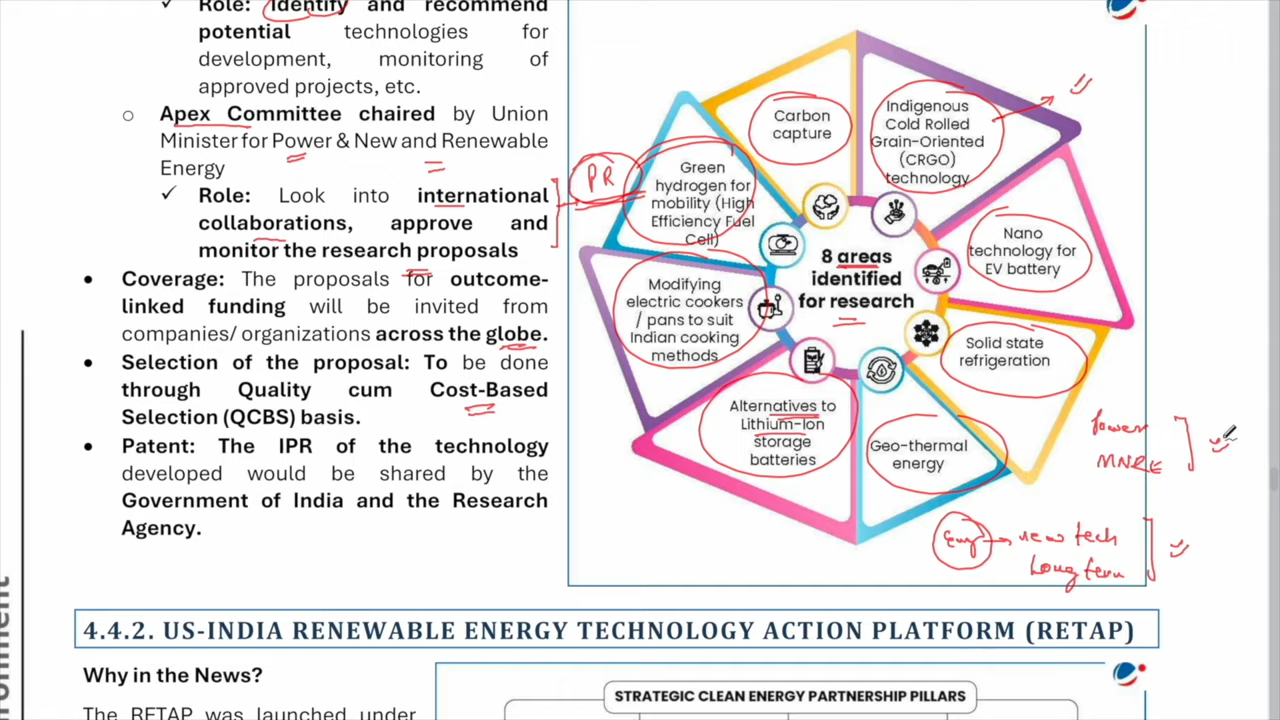 ✓ Role: Identify and recommend
potential technologies for
development, monitoring of
approved projects, etc.
o Apex Committee chaired by Union
Minister for Power & New and Renewable
Energy
✓ Role: Look into international
collaborations, approve and
monitor the research proposals
• Coverage: The proposals for outcome-
linked funding will be invited from
companies/ organizations across the globe.
• Selection of the proposal: To be done
through Quality cum Cost-Based
Selection (QCBS) basis.
• Patent: The IPR of the technology
developed would be shared by the
Government of India and the Research
Agency.
PR
Carbon
capture
Indigenous
Cold Rolled
Grain-Oriented
(CRGO)
technology
Green
hydrogen for
mobility (High
Efficiency Fuel
Cell)
Nano
technology for
EV battery
8 areas
identified
for research
Modifying
electric cookers
/ pans to suit
Indian cooking
methods
Solid state
refrigeration
Alternatives to
Lithium-Ion
storage
batteries
Geo-thermal
energy
Power
MNRE
new tech
Long term
4.4.2. US-INDIA RENEWABLE ENERGY TECHNOLOGY ACTION PLATFORM (RETAP)
Why in the News?
The RETAP was launched under
STRATEGIC CLEAN ENERGY PARTNERSHIP PILLARS